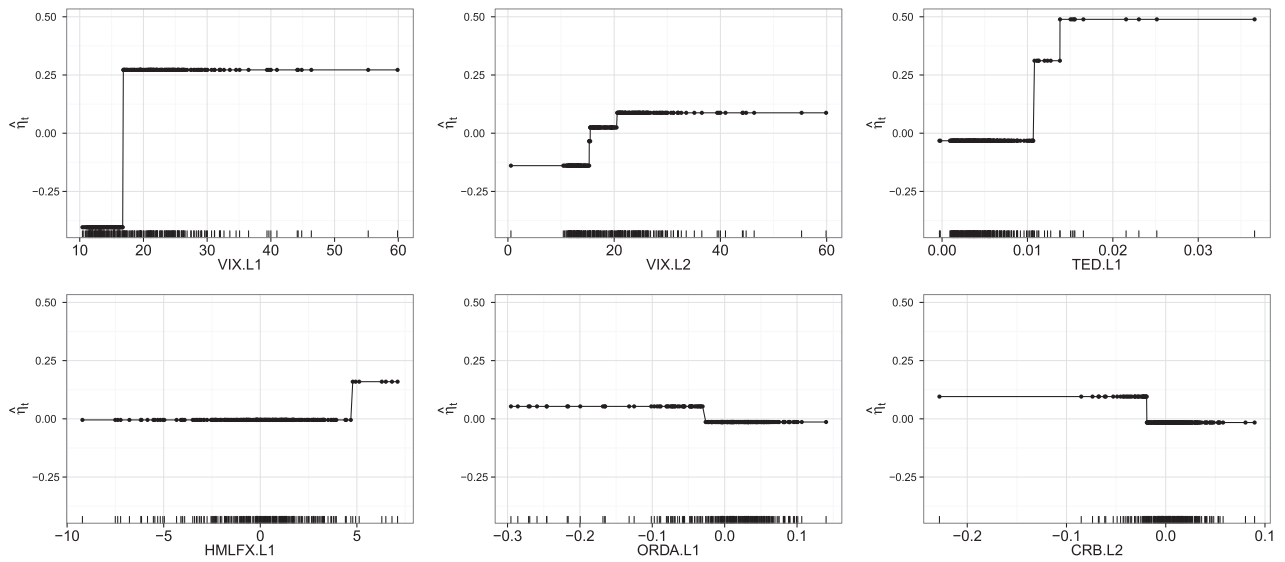 0.50 0.50 0.50
0.25 0.25 0.25
0.00 0.00 0.00
−0.25 −0.25 −0.25
η̂t η̂t η̂t
10 20 30 40 50 60 0 20 40 60 0.00 0.01 0.02 0.03
VIX.L1 VIX.L2 TED.L1
0.50 0.50 0.50
0.25 0.25 0.25
0.00 0.00 0.00
−0.25 −0.25 −0.25
η̂t η̂t η̂t
−10 −5 0 5 −0.3 −0.2 −0.1 0.0 0.1 −0.2 −0.1 0.0 0.1
HMLFX.L1 ORDA.L1 CRB.L2